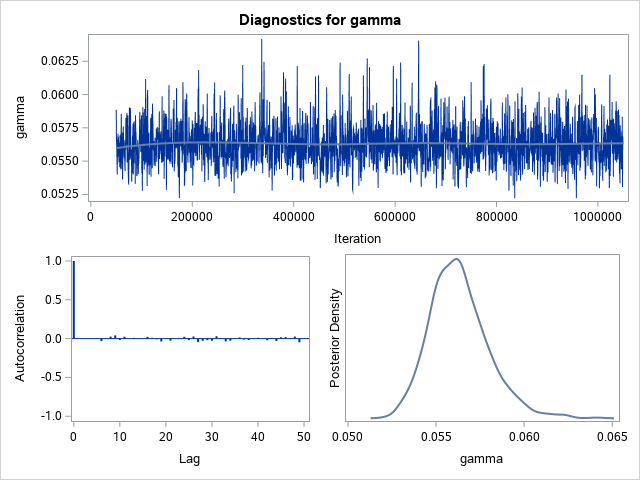 Diagnostics for gamma
gamma
0.0625
0.0600
0.0575
0.0550
0.0525
0 200000 400000 600000 800000 1000000
Iteration
Autocorrelation
1.0
0.5
0.0
-0.5
-1.0
0 10 20 30 40 50
Lag
Posterior Density
0.050 0.055 0.060 0.065
gamma